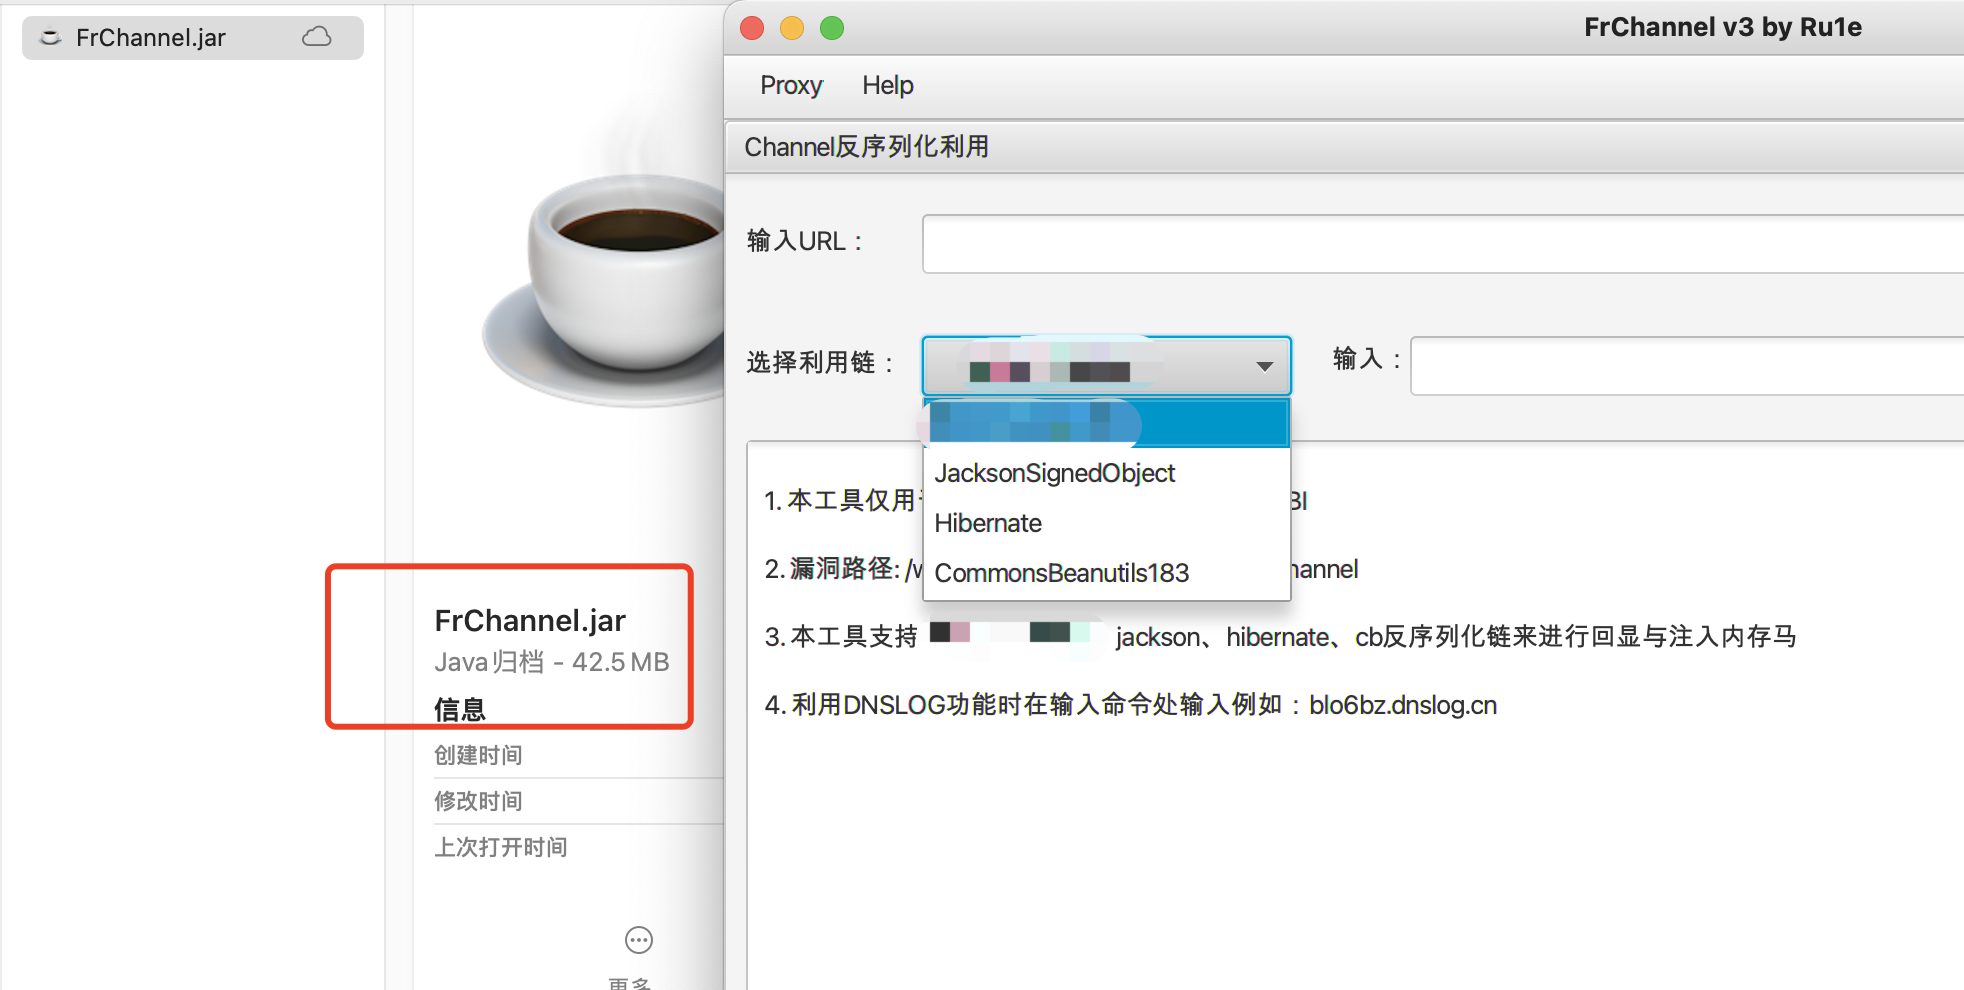 FrChannel.jar
FrChannel v3 by Ru1e
Proxy Help
Channel反序列化利用
输入URL：
选择利用链：
输入：
JacksonSignedObject
Hibernate
CommonsBeanutils183
1. 本工具仅用 BI
2. 漏洞路径: /w hannel
3. 本工具支持 jackson、hibernate、cb反序列化链来进行回显与注入内存马
4. 利用DNSLOG功能时在输入命令处输入例如：blo6bz.dnslog.cn
FrChannel.jar
Java归档 - 42.5 MB
信息
创建时间
修改时间
上次打开时间
更多